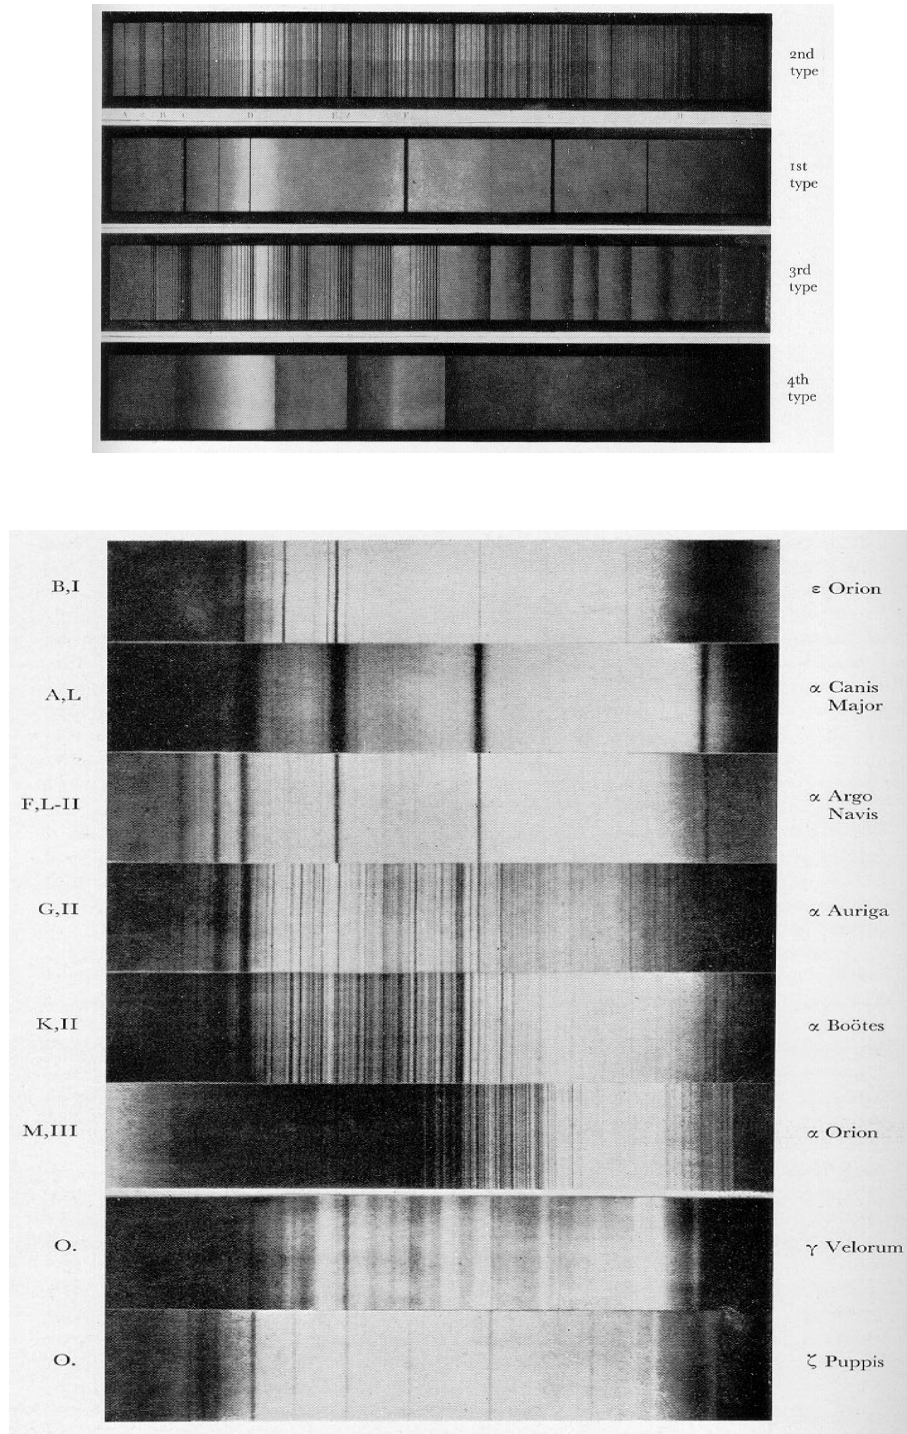 2nd
type
A a B C D E b F G H
1st
type
3rd
type
4th
type
B,I ε Orion
A,L α Canis
Major
F,L-II α Argo
Navis
G,II α Auriga
K,II α Boötes
M,III α Orion
O. γ Velorum
O. ζ Puppis